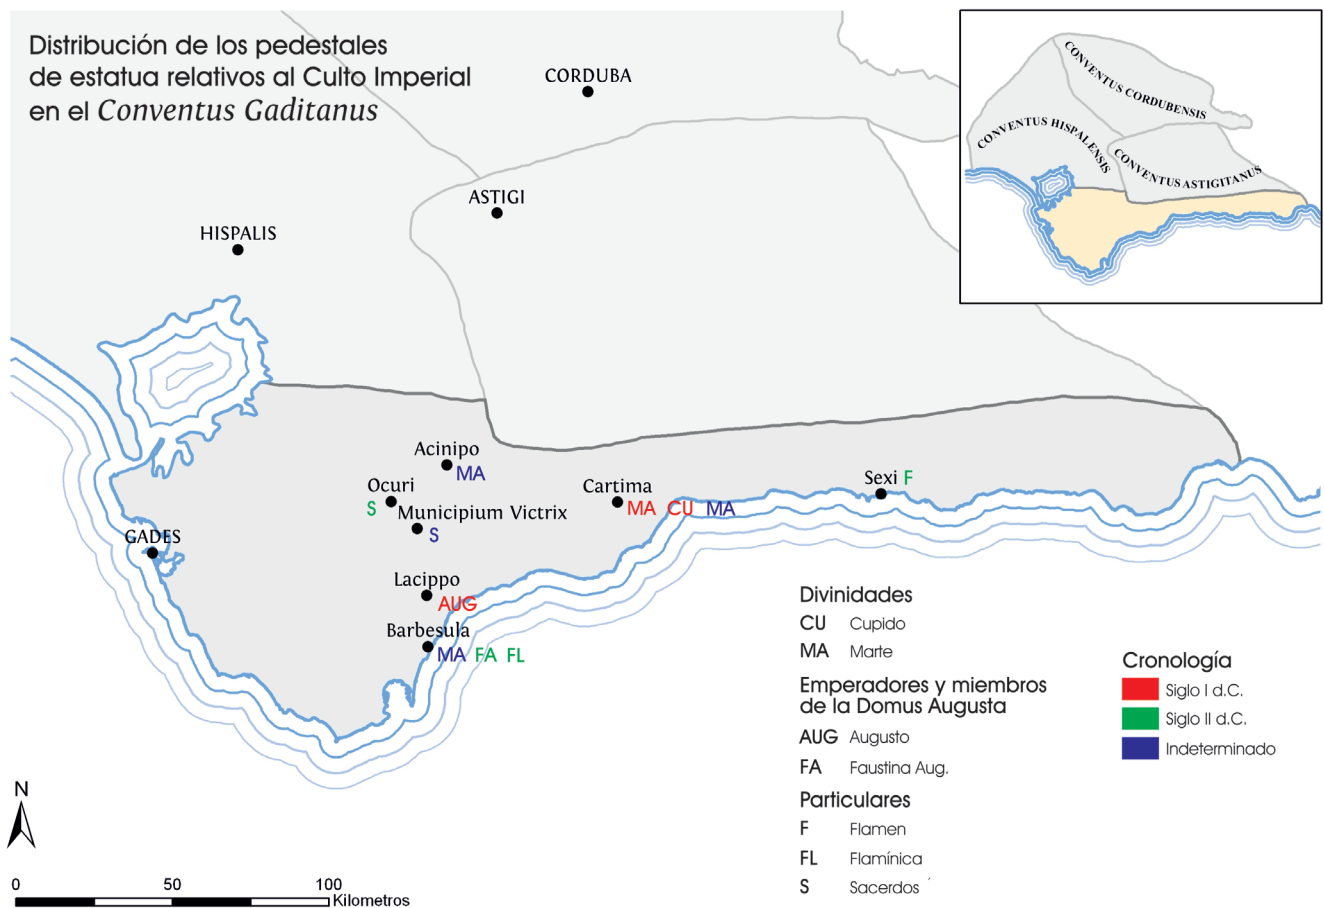 Distribución de los pedestales
de estatua relativos al Culto Imperial
en el Conventus Gaditanus
CORDUBA
ASTIGI
HISPALIS
CONVENTUS CORDUBENSIS
CONVENTUS HISPALENSIS
CONVENTUS ASTIGITANUS
Acinipo
MA
Ocuri
S
Municipium Victrix
S
Cartima
MA CU MA
Sexi F
GADES
Lacippo
AUG
Barbesula
MA FA FL
Divinidades
CU Cupido
MA Marte
Emperadores y miembros
de la Domus Augusta
AUG Augusto
FA Faustina Aug.
Particulares
F Flamen
FL Flamínica
S Sacerdos ´
Cronología
Siglo I d.C.
Siglo II d.C.
Indeterminado
N
0 50 100
Kilometros